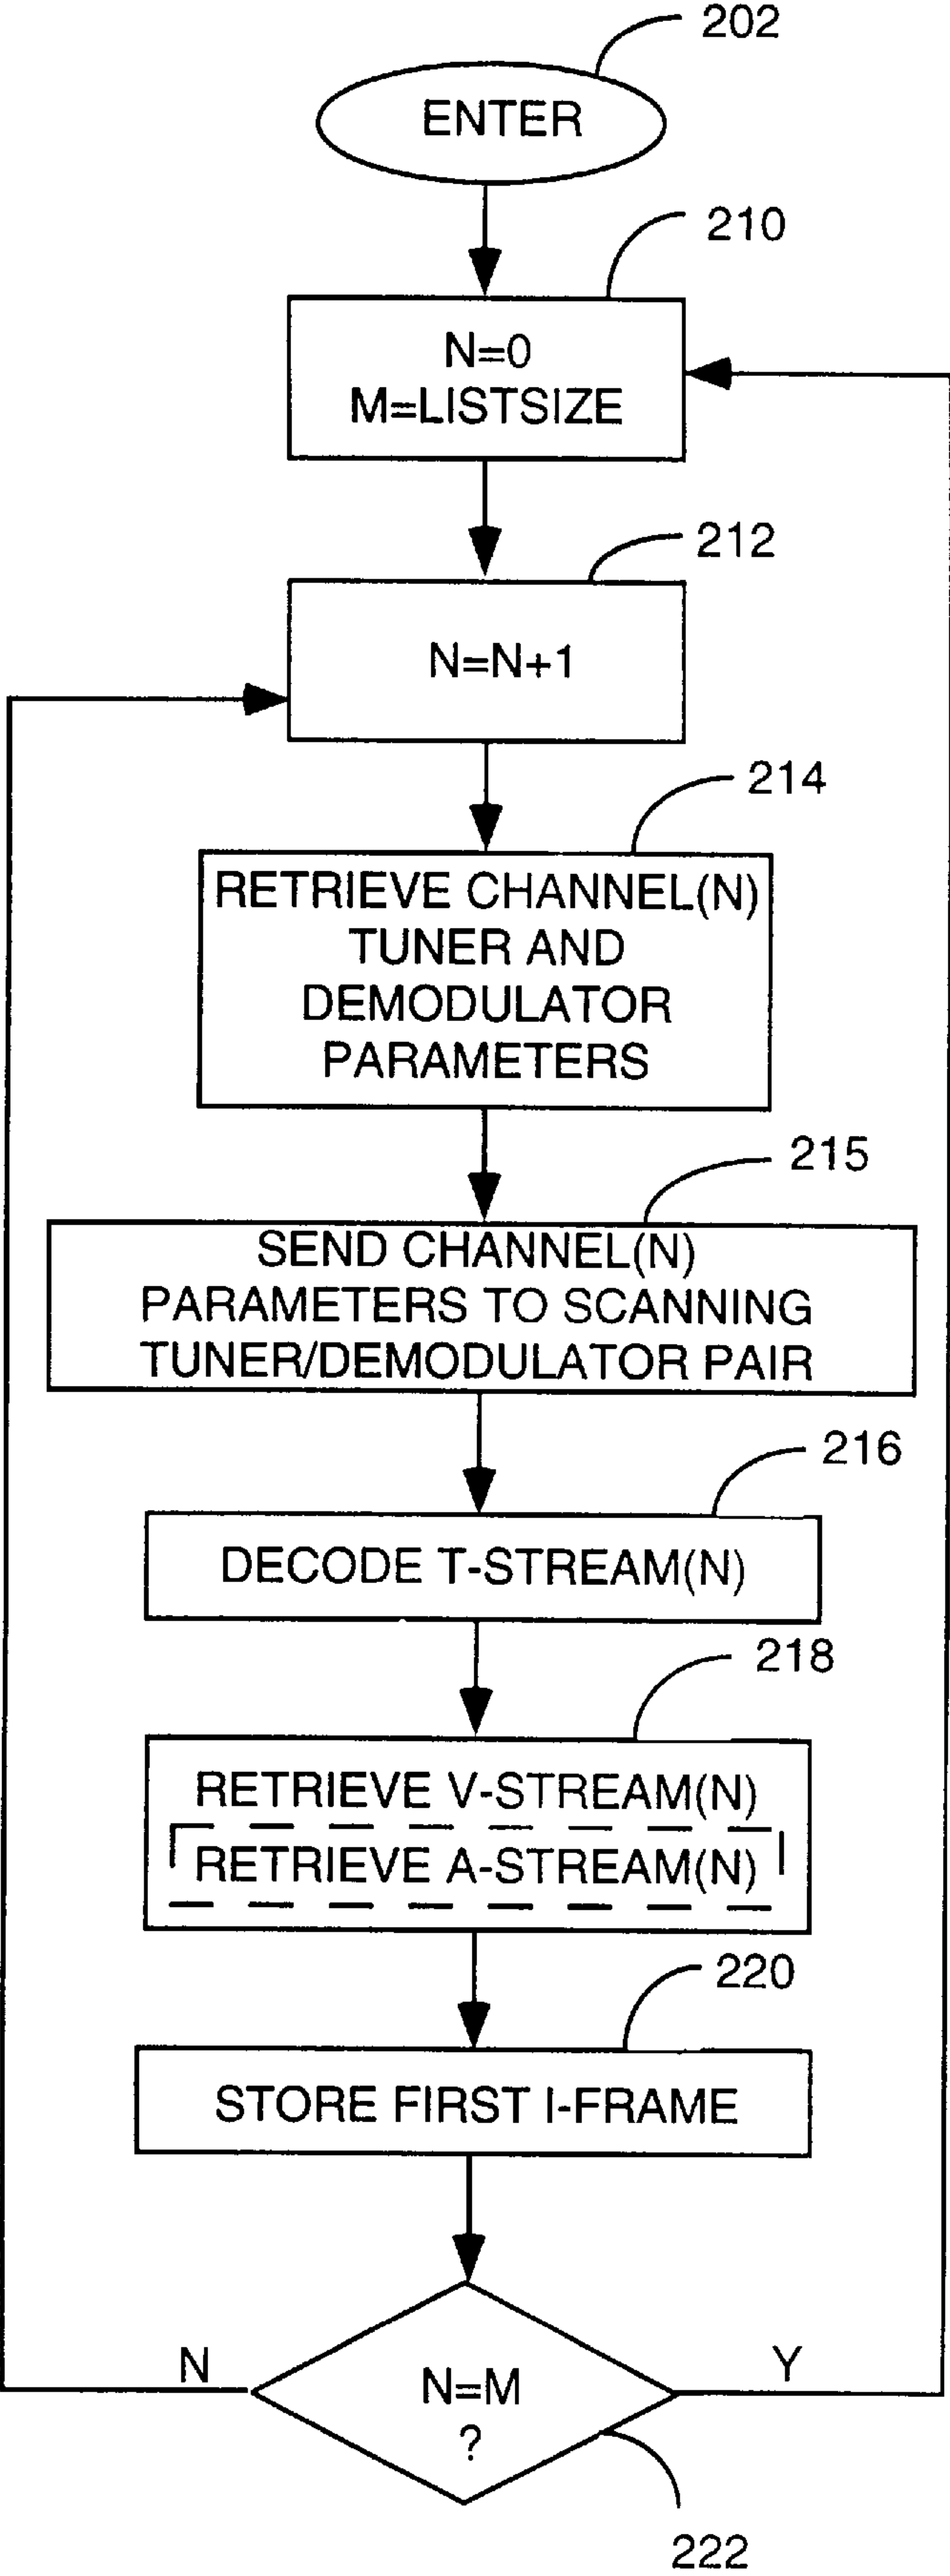 202
ENTER
210
N=0
M=LISTSIZE
212
N=N+1
214
RETRIEVE CHANNEL(N)
TUNER AND
DEMODULATOR
PARAMETERS
215
SEND CHANNEL(N)
PARAMETERS TO SCANNING
TUNER/DEMODULATOR PAIR
216
DECODE T-STREAM(N)
218
RETRIEVE V-STREAM(N)
RETRIEVE A-STREAM(N)
220
STORE FIRST I-FRAME
N
Y
N=M
?
222